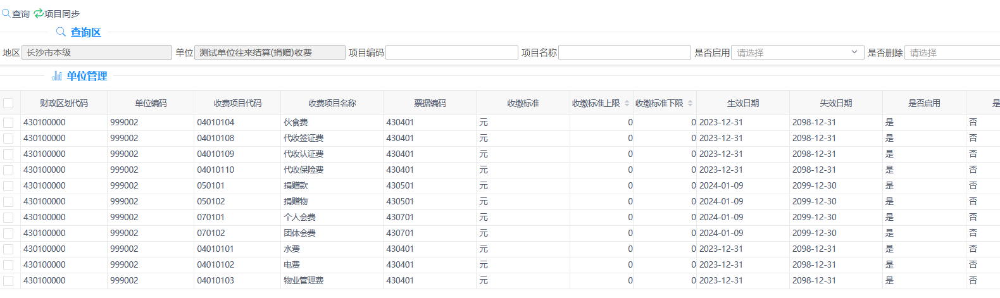 查询 项目同步
查询区
地区 长沙市本级 单位 测试单位往来结算(捐赠)收费 项目编码 项目名称 是否启用 请选择 是否删除 请选择
单位管理
财政区划代码 单位编码 收费项目代码 收费项目名称 票据编码 收缴标准 收缴标准上限 收缴标准下限 生效日期 失效日期 是否启用 是
430100000 999002 04010104 伙食费 430401 元 0 0 2023-12-31 2098-12-31 是 否
430100000 999002 04010108 代收签证费 430401 元 0 0 2023-12-31 2098-12-31 是 否
430100000 999002 04010109 代收认证费 430401 元 0 0 2023-12-31 2098-12-31 是 否
430100000 999002 04010110 代收保险费 430401 元 0 0 2023-12-31 2098-12-31 是 否
430100000 999002 050101 捐赠款 430501 元 0 0 2024-01-09 2099-12-30 是 否
430100000 999002 050102 捐赠物 430501 元 0 0 2024-01-09 2099-12-30 是 否
430100000 999002 070101 个人会费 430701 元 0 0 2024-01-09 2099-12-30 是 否
430100000 999002 070102 团体会费 430701 元 0 0 2024-01-09 2099-12-30 是 否
430100000 999002 04010101 水费 430401 元 0 0 2023-12-31 2098-12-31 是 否
430100000 999002 04010102 电费 430401 元 0 0 2023-12-31 2098-12-31 是 否
430100000 999002 04010103 物业管理费 430401 元 0 0 2023-12-31 2098-12-31 是 否